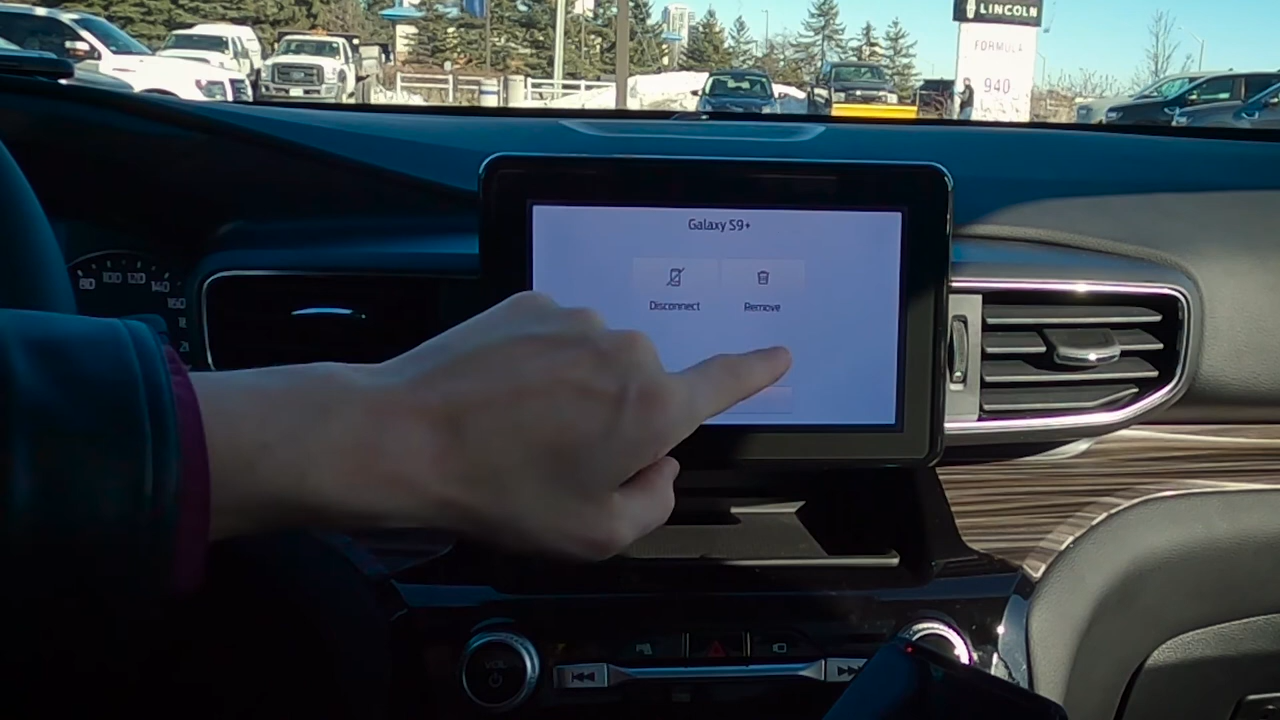 LINCOLN
FORMULA
940
Galaxy S9+
Disconnect
Remove
80 100 120 140
160
VOL